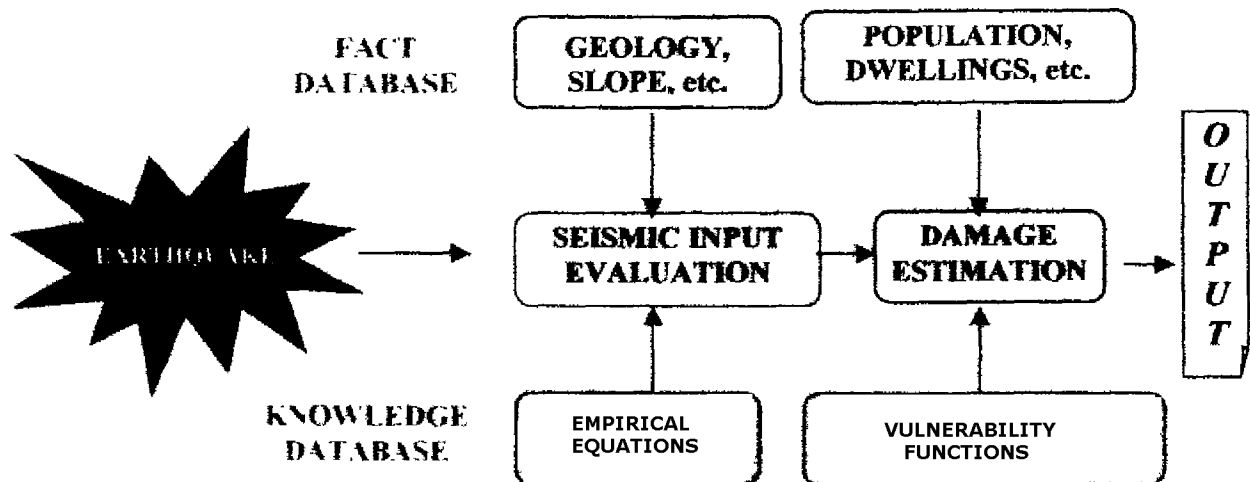 FACT
DATABASE
GEOLOGY,
SLOPE, etc.
POPULATION,
DWELLINGS, etc.
EARTHQUAKE
SEISMIC INPUT
EVALUATION
DAMAGE
ESTIMATION
OUTPUT
KNOWLEDGE
DATABASE
EMPIRICAL
EQUATIONS
VULNERABILITY
FUNCTIONS